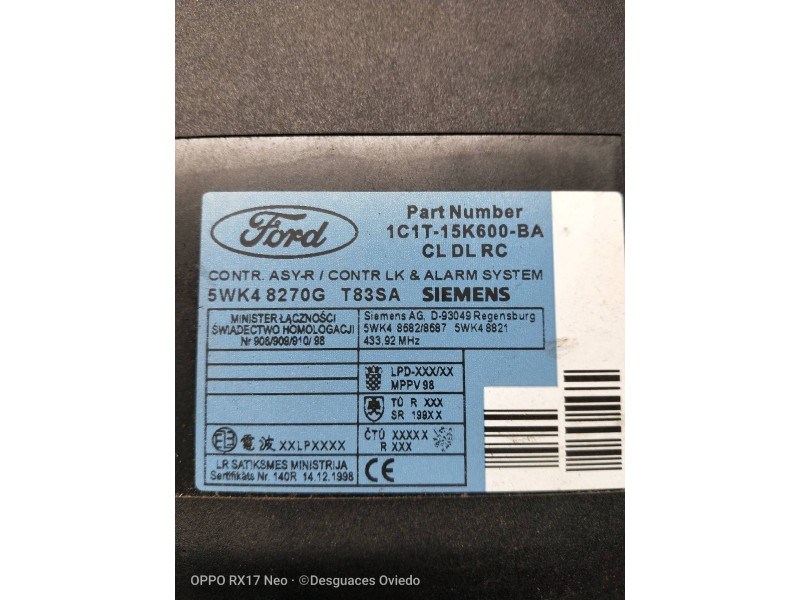 Ford
Part Number
1C1T-15K600-BA
CL DL RC
CONTR. ASY-R / CONTR LK & ALARM SYSTEM
5WK4 8270G T83SA SIEMENS
MINISTER ŁĄCZNOŚCI
ŚWIADECTWO HOMOLOGACJI
Nr 906/909/910/ 98
Siemens AG, D-93049 Regensburg
5WK4 8682/8687 5WK4 8821
433,92 MHz
LPD-XXX/XX
MPPV 98
TÚ R XXX
SR 199XX
電波 XXLPXXXX
ČTÚ XXXXX
R XXX
LR SATIKSMES MINISTRIJA
Sertifikāts Nr. 140R 14.12.1998
CE
OPPO RX17 Neo · ©Desguaces Oviedo